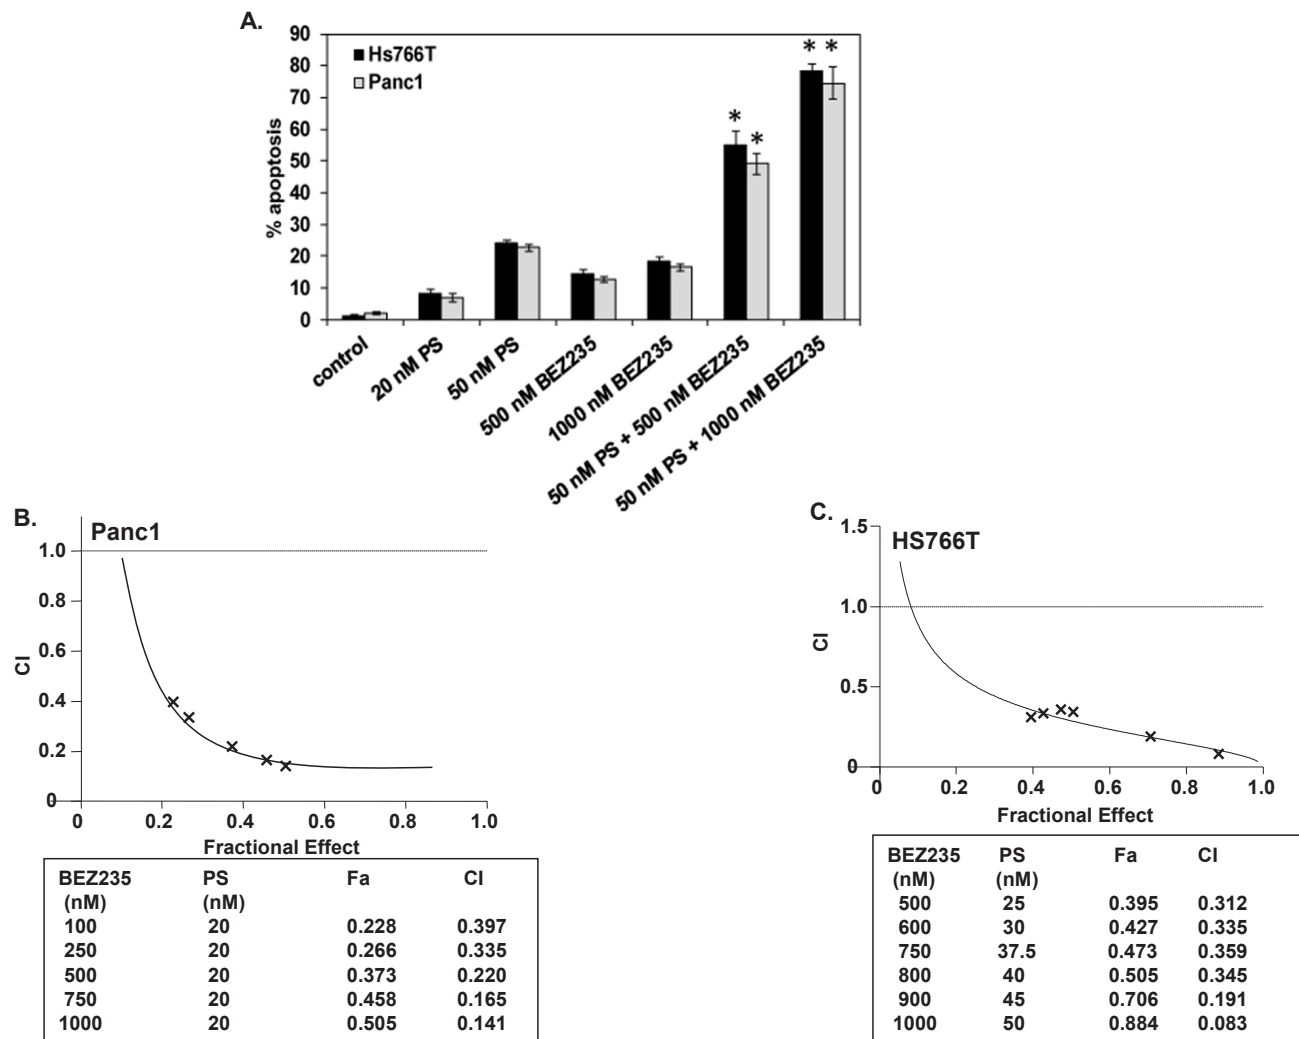 A.
90
80
70
60
50
40
30
20
10
0
% apoptosis
Hs766T
Panc1
* *
*
*
control
20 nM PS
50 nM PS
500 nM BEZ235
1000 nM BEZ235
50 nM PS + 500 nM BEZ235
50 nM PS + 1000 nM BEZ235
B.
Panc1
1.0
0.8
0.6
0.4
0.2
0
CI
0 0.2 0.4 0.6 0.8 1.0
Fractional Effect
BEZ235 PS Fa CI
(nM) (nM)
100 20 0.228 0.397
250 20 0.266 0.335
500 20 0.373 0.220
750 20 0.458 0.165
1000 20 0.505 0.141
C.
HS766T
1.5
1.0
0.5
0
CI
0 0.2 0.4 0.6 0.8 1.0
Fractional Effect
BEZ235 PS Fa CI
(nM) (nM)
500 25 0.395 0.312
600 30 0.427 0.335
750 37.5 0.473 0.359
800 40 0.505 0.345
900 45 0.706 0.191
1000 50 0.884 0.083